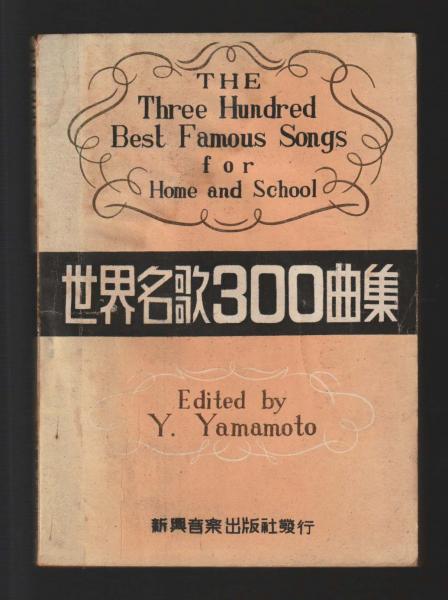 THE
Three Hundred
Best Famous Songs
for
Home and School
世界名歌300曲集
Edited by
Y. Yamamoto
新興音楽出版社發行